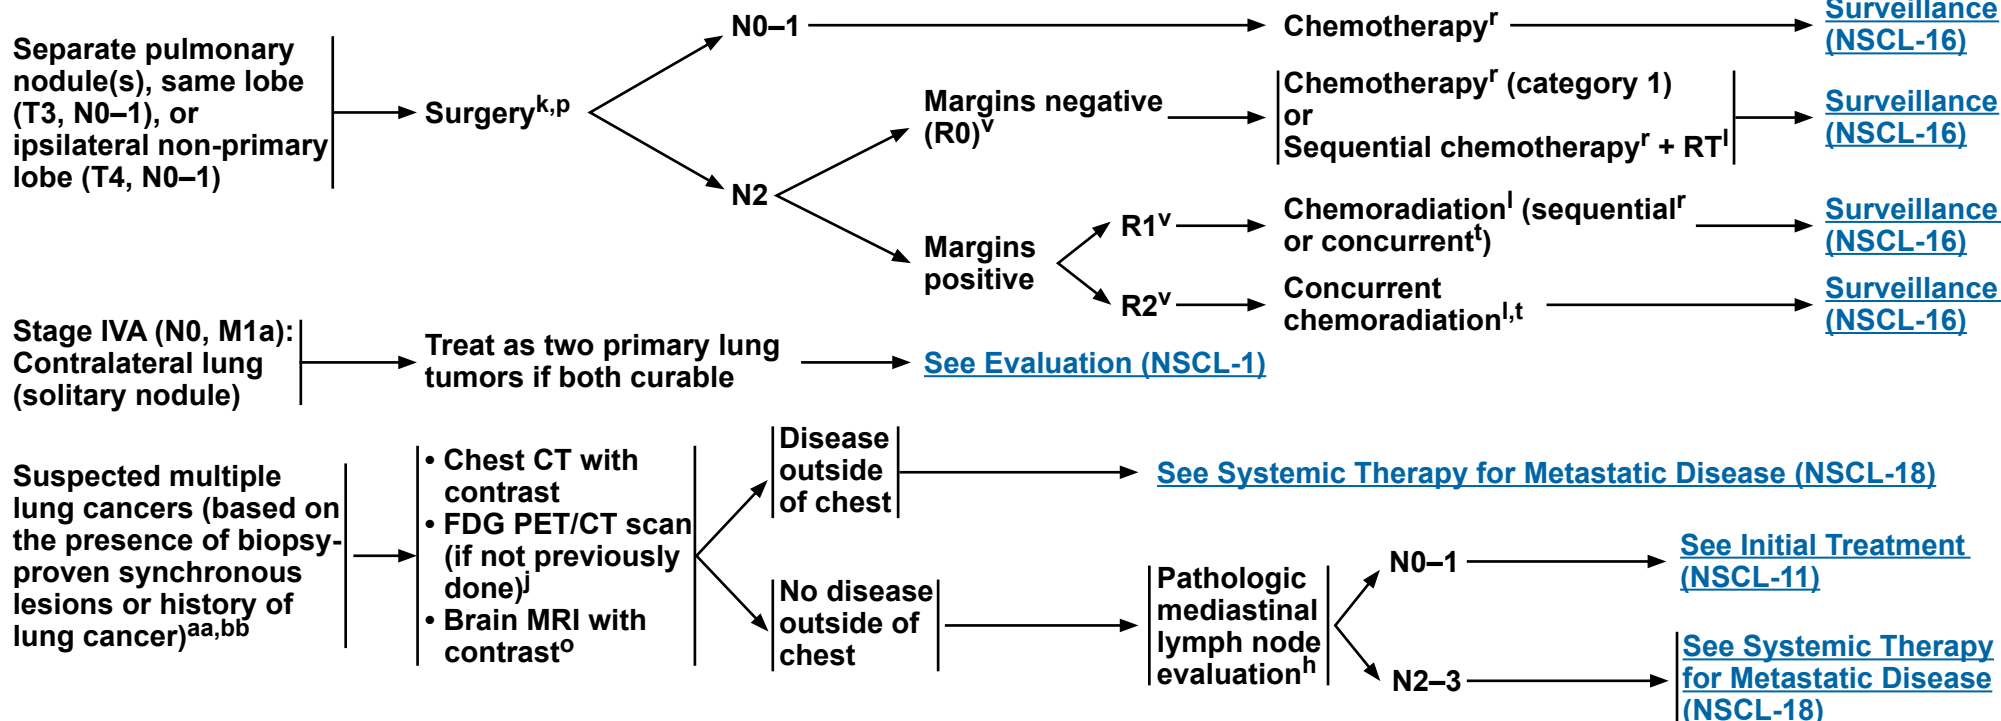 Separate pulmonary
nodule(s), same lobe
(T3, N0–1), or
ipsilateral non-primary
lobe (T4, N0–1)
Surgeryk,p
N0–1
Chemotherapyr
Surveillance
(NSCL-16)
N2
Margins negative
(R0)v
Chemotherapyr (category 1)
or
Sequential chemotherapyr + RTl
Surveillance
(NSCL-16)
Margins
positive
R1v
Chemoradiationl (sequentialr
or concurrentt)
Surveillance
(NSCL-16)
R2v
Concurrent
chemoradiationl,t
Surveillance
(NSCL-16)
Stage IVA (N0, M1a):
Contralateral lung
(solitary nodule)
Treat as two primary lung
tumors if both curable
See Evaluation (NSCL-1)
Suspected multiple
lung cancers (based on
the presence of biopsy-
proven synchronous
lesions or history of
lung cancer)aa,bb
• Chest CT with
contrast
• FDG PET/CT scan
(if not previously
done)j
• Brain MRI with
contrasto
Disease
outside
of chest
See Systemic Therapy for Metastatic Disease (NSCL-18)
No disease
outside of
chest
Pathologic
mediastinal
lymph node
evaluationh
N0–1
See Initial Treatment
(NSCL-11)
N2–3
See Systemic Therapy
for Metastatic Disease
(NSCL-18)